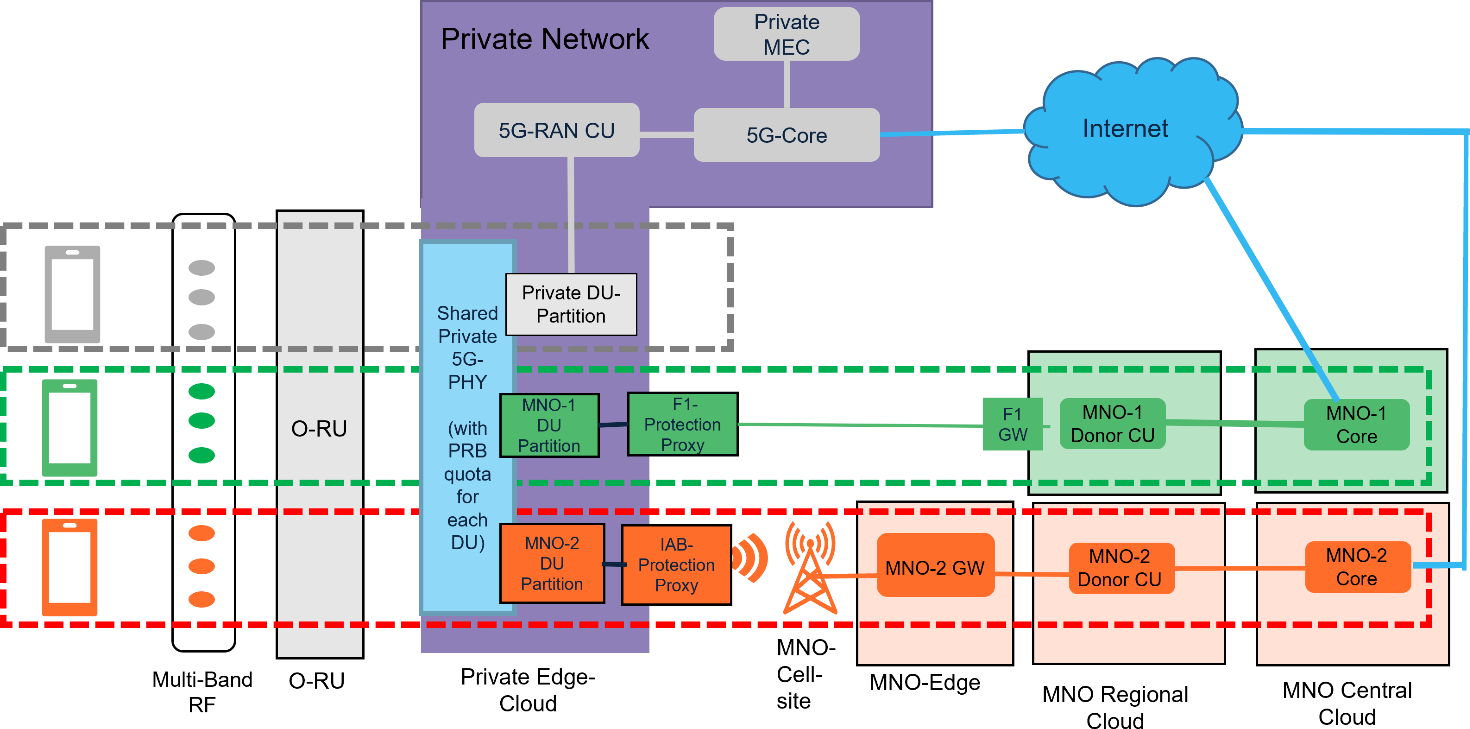 Private Network
Private
MEC
5G-RAN CU
5G-Core
Internet
Private DU-
Partition
Shared
Private
5G-
PHY
(with
PRB
quota
for
each
DU)
O-RU
MNO-1
DU
Partition
F1-
Protection
Proxy
F1
GW
MNO-1
Donor CU
MNO-1
Core
MNO-2
DU
Partition
IAB-
Protection
Proxy
MNO-2 GW
MNO-2
Donor CU
MNO-2
Core
Multi-Band
RF
O-RU
Private Edge-
Cloud
MNO-
Cell-
site
MNO-Edge
MNO Regional
Cloud
MNO Central
Cloud